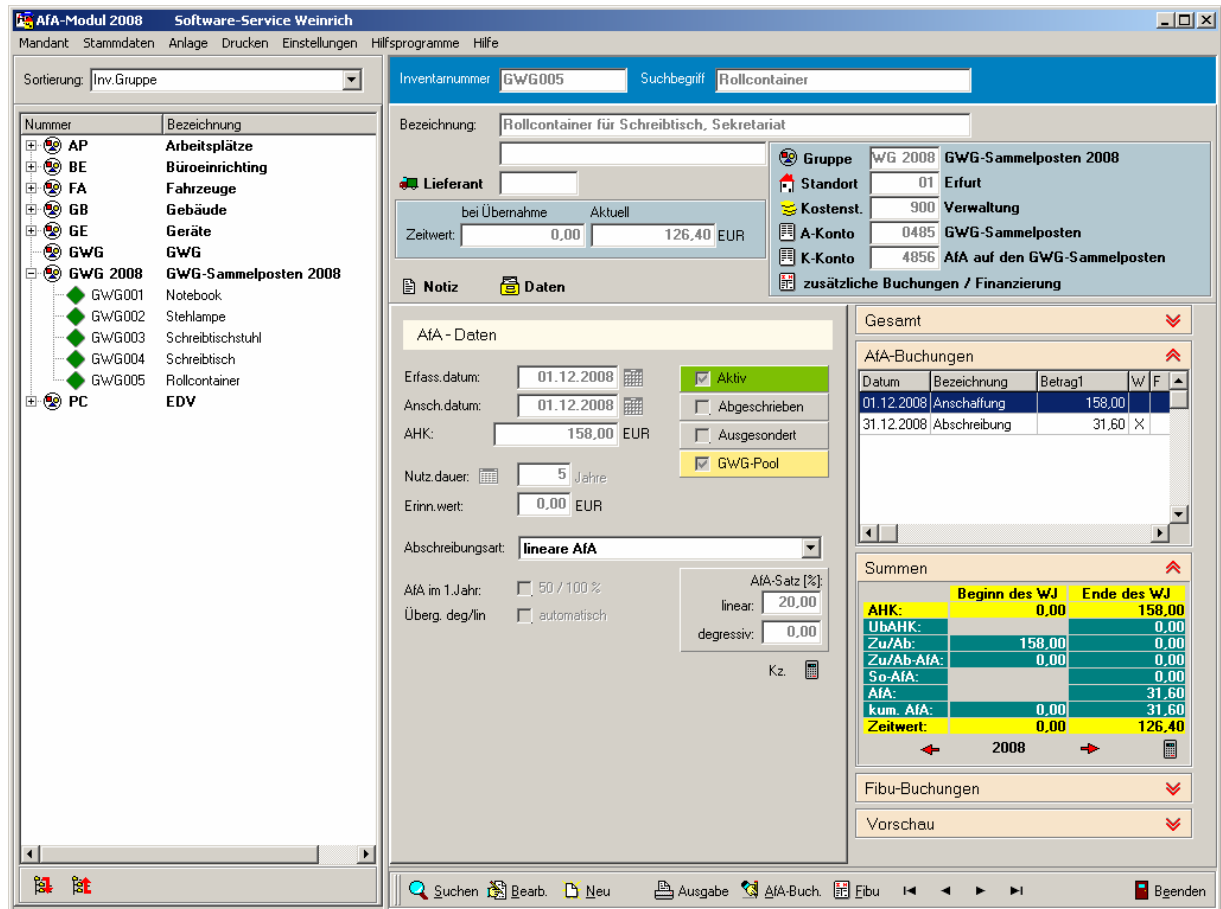 AfA-Modul 2008 Software-Service Weinrich
Mandant Stammdaten Anlage Drucken Einstellungen Hilfsprogramme Hilfe
Sortierung: Inv.Gruppe
Nummer Bezeichnung
AP Arbeitsplätze
BE Büroeinrichting
FA Fahrzeuge
GB Gebäude
GE Geräte
GWG GWG
GWG 2008 GWG-Sammelposten 2008
GWG001 Notebook
GWG002 Stehlampe
GWG003 Schreibtischstuhl
GWG004 Schreibtisch
GWG005 Rollcontainer
PC EDV
Inventarnummer GWG005 Suchbegriff Rollcontainer
Bezeichnung: Rollcontainer für Schreibtisch, Sekretariat
Lieferant
bei Übernahme Aktuell
Zeitwert: 0,00 126,40 EUR
Notiz Daten
Gruppe WG 2008 GWG-Sammelposten 2008
Standort 01 Erfurt
Kostenst. 900 Verwaltung
A-Konto 0485 GWG-Sammelposten
K-Konto 4856 AfA auf den GWG-Sammelposten
zusätzliche Buchungen / Finanzierung
AfA - Daten
Erfass.datum: 01.12.2008
Ansch.datum: 01.12.2008
AHK: 158,00 EUR
Nutz.dauer: 5 Jahre
Erinn.wert: 0,00 EUR
Aktiv
Abgeschrieben
Ausgesondert
GWG-Pool
Abschreibungsart: lineare AfA
AfA im 1.Jahr: 50 / 100 %
Überg. deg/lin automatisch
AfA-Satz [%]:
linear: 20,00
degressiv: 0,00
Kz.
Gesamt
AfA-Buchungen
Datum Bezeichnung Betrag1 W F
01.12.2008 Anschaffung 158,00
31.12.2008 Abschreibung 31,60 X
Summen
Beginn des WJ Ende des WJ
AHK: 0,00 158,00
UbAHK: 0,00
Zu/Ab: 158,00 0,00
Zu/Ab-AfA: 0,00 0,00
So-AfA: 0,00
AfA: 31,60
kum. AfA: 0,00 31,60
Zeitwert: 0,00 126,40
2008
Fibu-Buchungen
Vorschau
Suchen Bearb. Neu Ausgabe AfA-Buch. Fibu Beenden